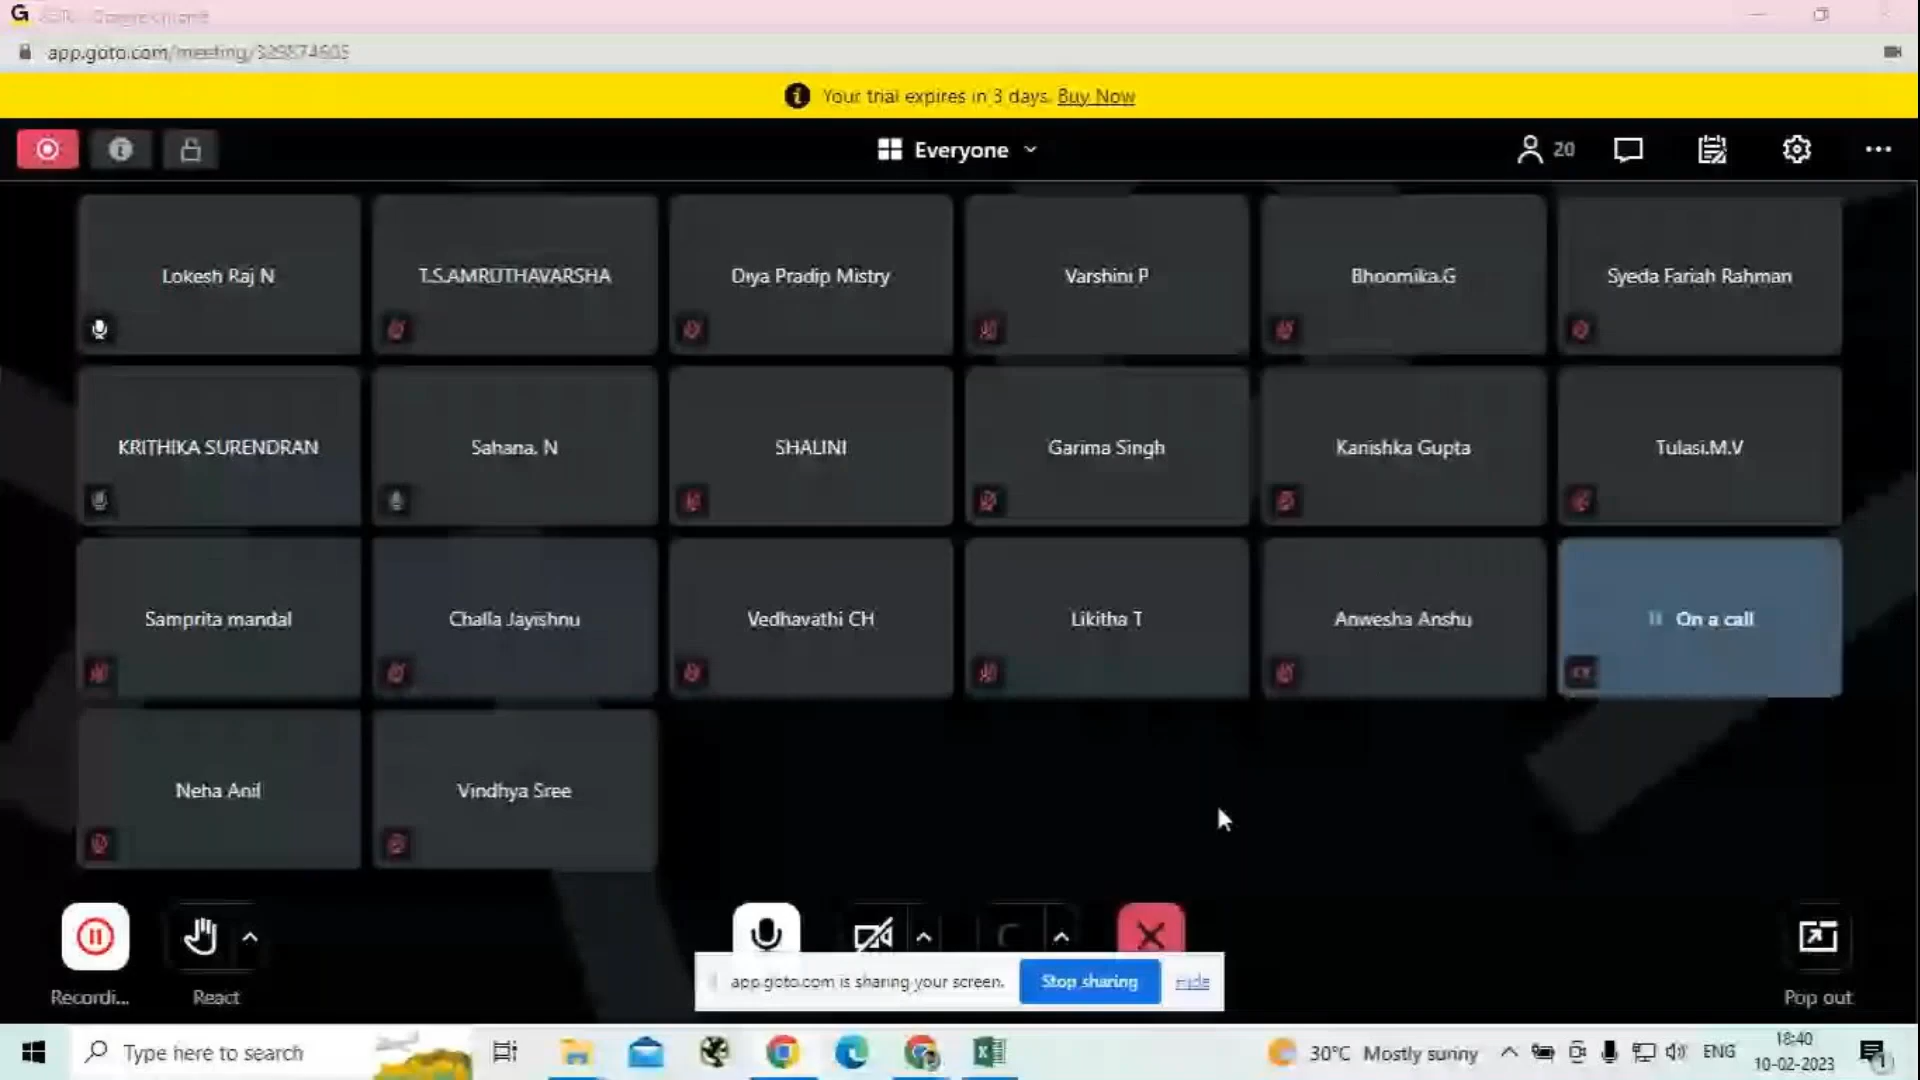 app.goto.com/meeting/329874605
Your trial expires in 3 days. Buy Now
Everyone
20
Lokesh Raj N
T.S.AMRUTHAVARSHA
Diya Pradip Mistry
Varshini P
Bhoomika.G
Syeda Fariah Rahman
KRITHIKA SURENDRAN
Sahana. N
SHALINI
Garima Singh
Kanishka Gupta
Tulasi.M.V
Samprita mandal
Challa Jayishnu
Vedhavathi CH
Likitha T
Anwesha Anshu
On a call
Neha Anil
Vindhya Sree
Recordi...
React
app.goto.com is sharing your screen.
Stop sharing
Hide
Pop out
Type here to search
30°C Mostly sunny
ENG
18:40
10-02-2023
1